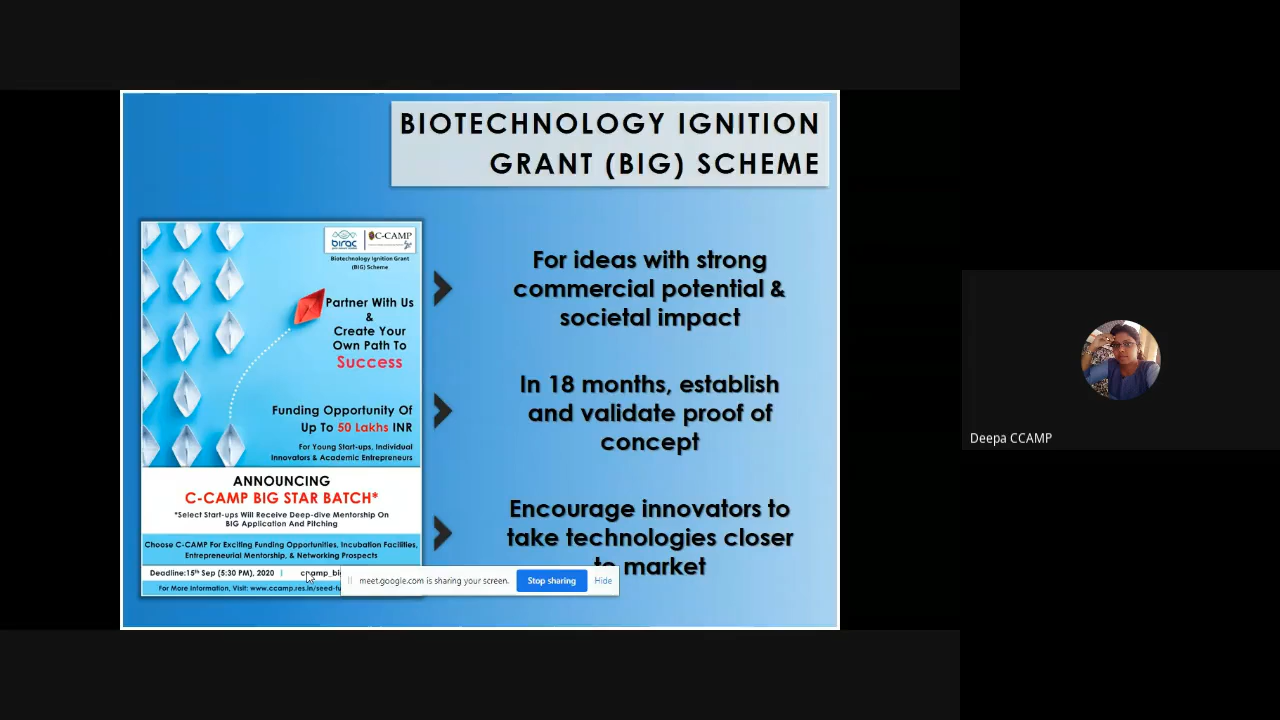 BIOTECHNOLOGY IGNITION
GRANT (BIG) SCHEME
birac
C-CAMP
Biotechnology Ignition Grant
(BIG) Scheme
Partner With Us
&
Create Your
Own Path To
Success
Funding Opportunity Of
Up To 50 Lakhs INR
For Young Start-ups, Individual
Innovators & Academic Entrepreneurs
ANNOUNCING
C-CAMP BIG STAR BATCH*
*Select Start-ups Will Receive Deep-dive Mentorship On
BIG Application And Pitching
Choose C-CAMP For Exciting Funding Opportunities, Incubation Facilities,
Entrepreneurial Mentorship, & Networking Prospects
Deadline:15th Sep (5:30 PM), 2020 |
For More Information, Visit: www.ccamp.res.in/seed-fu
For ideas with strong
commercial potential &
societal impact
In 18 months, establish
and validate proof of
concept
Encourage innovators to
take technologies closer
to market
meet.google.com is sharing your screen.
Stop sharing
Hide
Deepa CCAMP